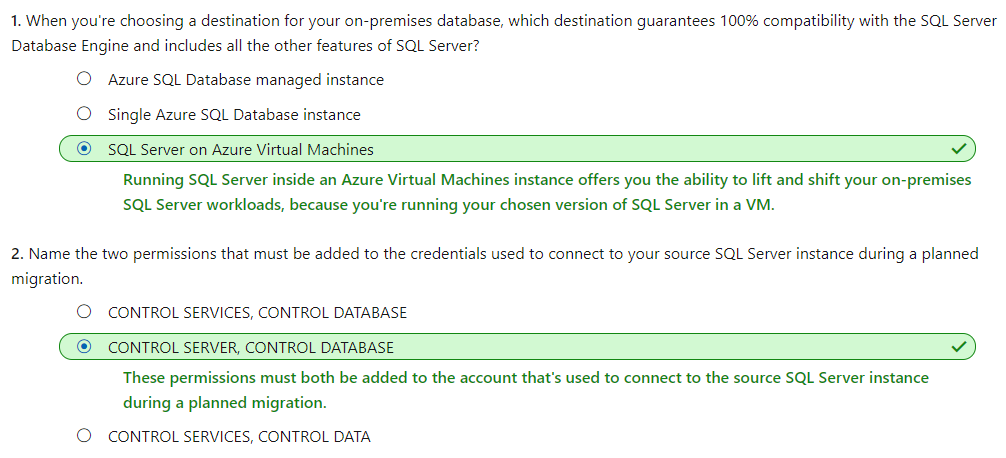 1. When you're choosing a destination for your on-premises database, which destination guarantees 100% compatibility with the SQL Server
Database Engine and includes all the other features of SQL Server?
Azure SQL Database managed instance
Single Azure SQL Database instance
SQL Server on Azure Virtual Machines
Running SQL Server inside an Azure Virtual Machines instance offers you the ability to lift and shift your on-premises
SQL Server workloads, because you're running your chosen version of SQL Server in a VM.
2. Name the two permissions that must be added to the credentials used to connect to your source SQL Server instance during a planned
migration.
CONTROL SERVICES, CONTROL DATABASE
CONTROL SERVER, CONTROL DATABASE
These permissions must both be added to the account that's used to connect to the source SQL Server instance
during a planned migration.
CONTROL SERVICES, CONTROL DATA